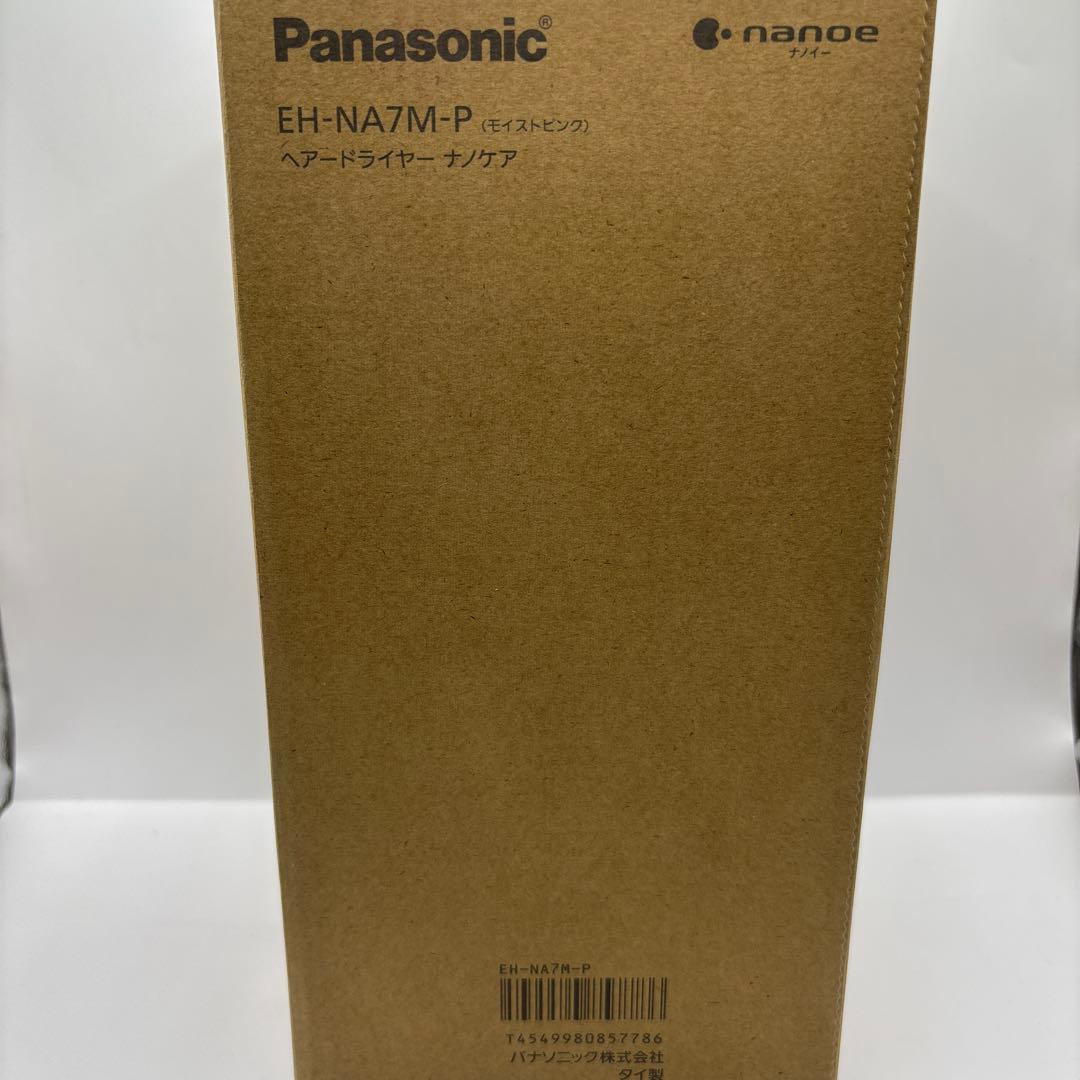 Panasonic®
nanoe
ナノイー
EH-NA7M-P (モイストピンク)
ヘアードライヤー ナノケア
EH-NA7M-P
T4549980857786
パナソニック株式会社
タイ製